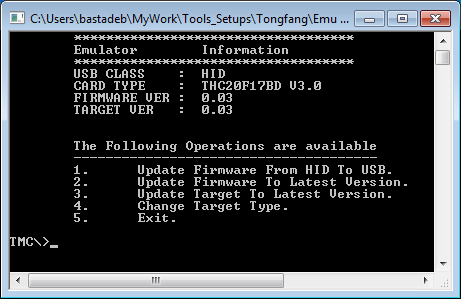 C:\Users\bastadeb\MyWork\Tools_Setups\Tongfang\Emu ...
***********************************
Emulator Information
***********************************
USB CLASS : HID
CARD TYPE : THC20F17BD V3.0
FIRMWARE VER : 0.03
TARGET VER : 0.03
The Following Operations are available
--------------------------------------
1. Update Firmware From HID To USB.
2. Update Firmware To Latest Version.
3. Update Target To Latest Version.
4. Change Target Type.
5. Exit.
TMC\>_